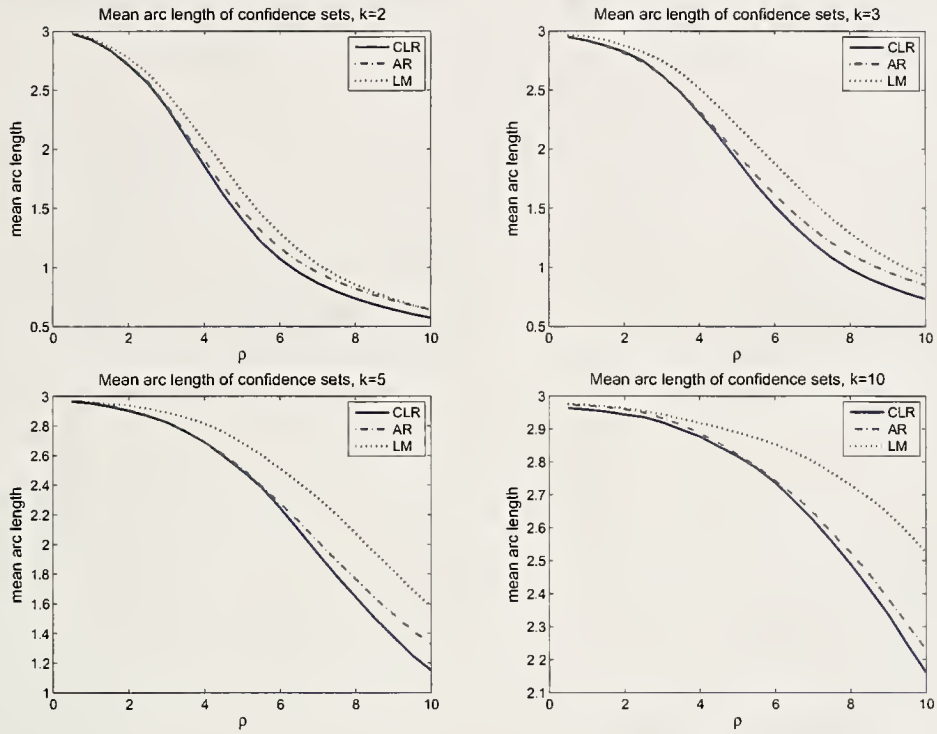 Mean arc length of confidence sets, k=2
3
2.5
2
1.5
1
0.5
mean arc length
0 2 4 6 8 10
ρ
CLR
AR
LM
Mean arc length of confidence sets, k=3
3
2.5
2
1.5
1
0.5
mean arc length
0 2 4 6 8 10
ρ
CLR
AR
LM
Mean arc length of confidence sets, k=5
3
2.8
2.6
2.4
2.2
2
1.8
1.6
1.4
1.2
1
mean arc length
0 2 4 6 8 10
ρ
CLR
AR
LM
Mean arc length of confidence sets, k=10
3
2.9
2.8
2.7
2.6
2.5
2.4
2.3
2.2
2.1
mean arc length
0 2 4 6 8 10
ρ
CLR
AR
LM